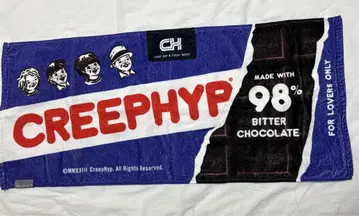 CH
CREEPHYP®
©MMXXIII CreepHyp. All Rights Reserved.
MADE WITH
98%
BITTER
CHOCOLATE
FOR LOVERS ONLY